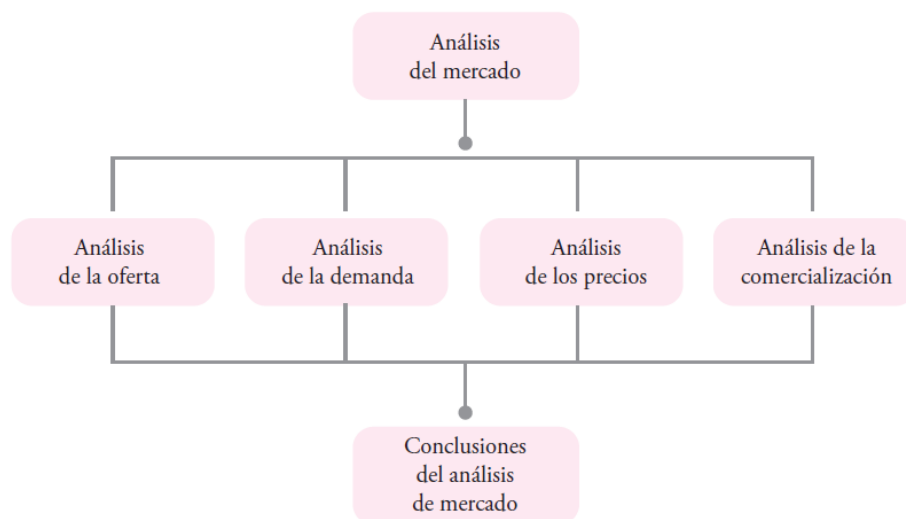 Análisis
del mercado
Análisis
de la oferta
Análisis
de la demanda
Análisis
de los precios
Análisis de la
comercialización
Conclusiones
del análisis
de mercado